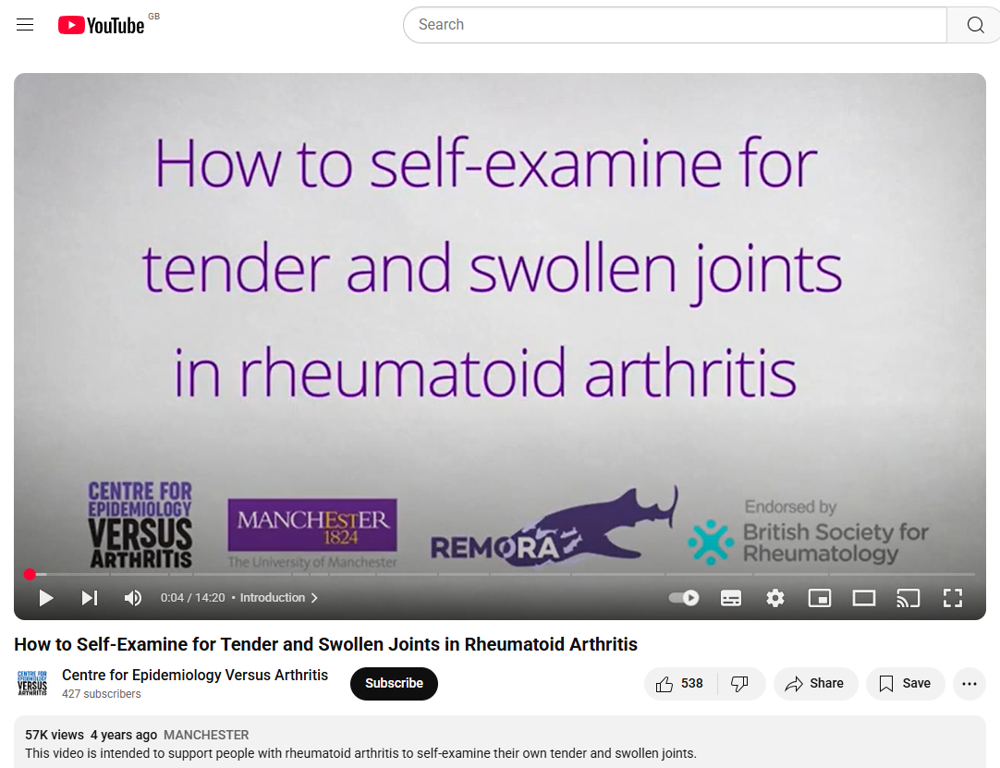 YouTube GB
Search
How to self-examine for
tender and swollen joints
in rheumatoid arthritis
CENTRE FOR
EPIDEMIOLOGY
VERSUS
ARTHRITIS
MANCHESTER
1824
The University of Manchester
REMORA
Endorsed by
British Society for
Rheumatology
0:04 / 14:20 • Introduction
How to Self-Examine for Tender and Swollen Joints in Rheumatoid Arthritis
CENTRE FOR
EPIDEMIOLOGY
VERSUS
ARTHRITIS
Centre for Epidemiology Versus Arthritis
427 subscribers
Subscribe
538
Share
Save
57K views 4 years ago MANCHESTER
This video is intended to support people with rheumatoid arthritis to self-examine their own tender and swollen joints.